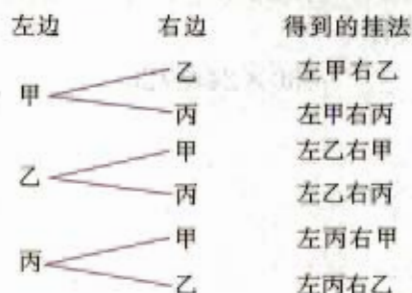 左边 右边 得到的挂法
甲 乙 左甲右乙
丙 左甲右丙
乙 甲 左乙右甲
丙 左乙右丙
丙 甲 左丙右甲
乙 左丙右乙